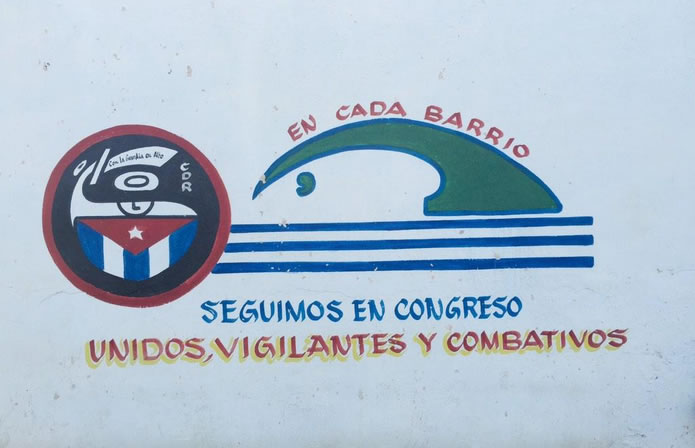 EN CADA BARRIO
Con la Guardia en Alto
CDR
SEGUIMOS EN CONGRESO
UNIDOS, VIGILANTES Y COMBATIVOS